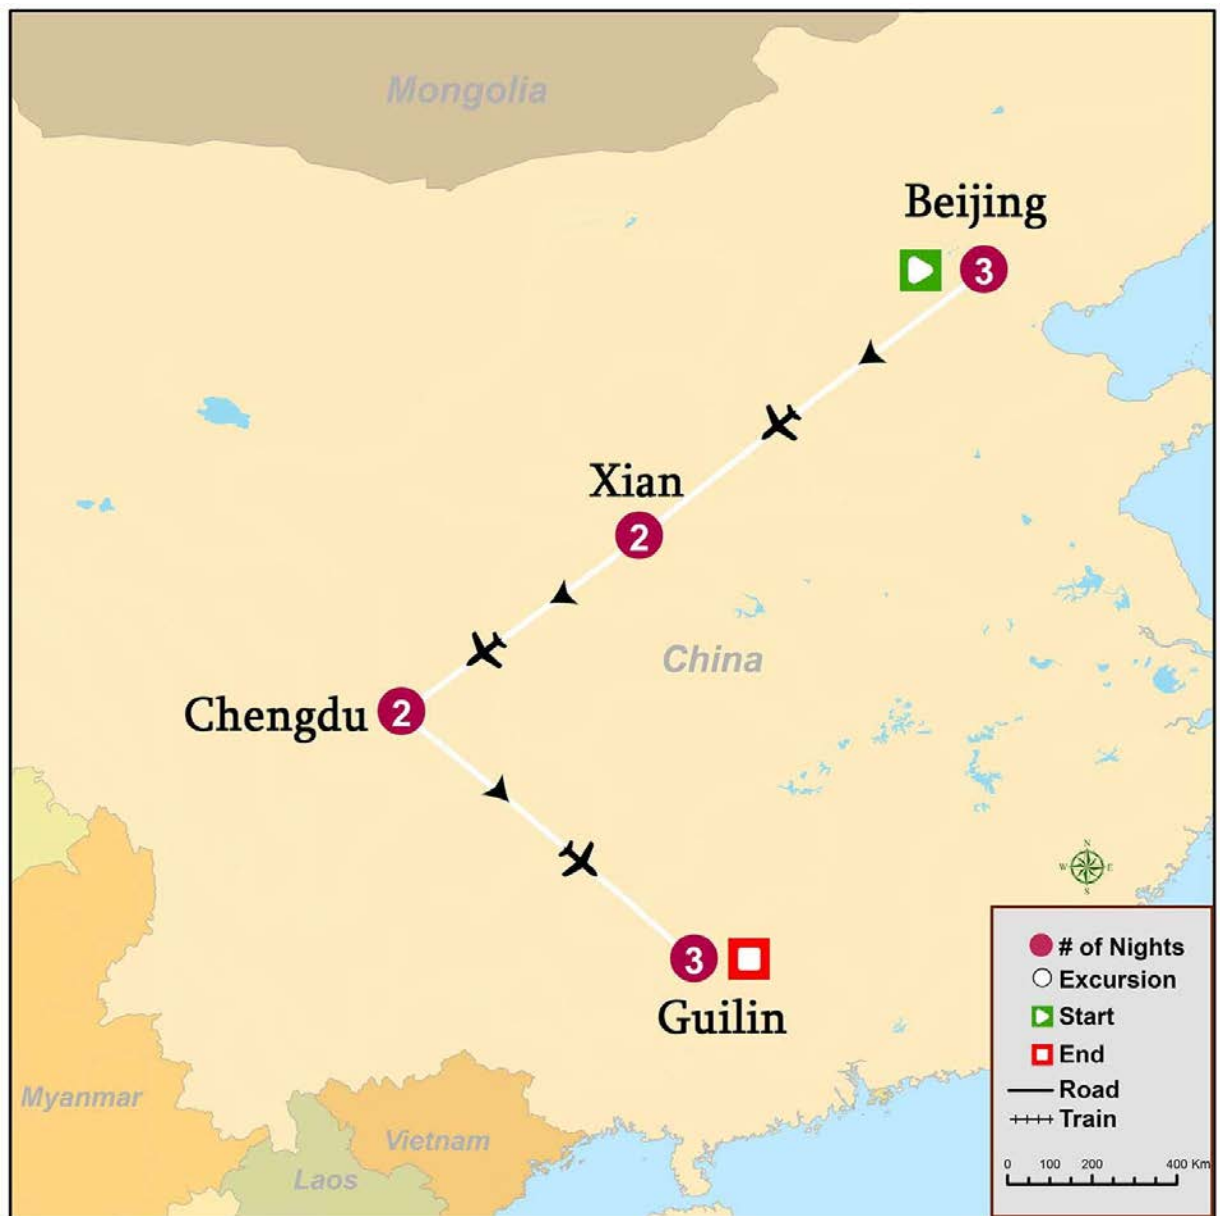 Mongolia
Beijing
3
Xian
2
China
Chengdu 2
N
W E
S
3
Guilin
# of Nights
Excursion
Start
End
Road
Train
0 100 200 400 Km
Myanmar
Vietnam
Laos